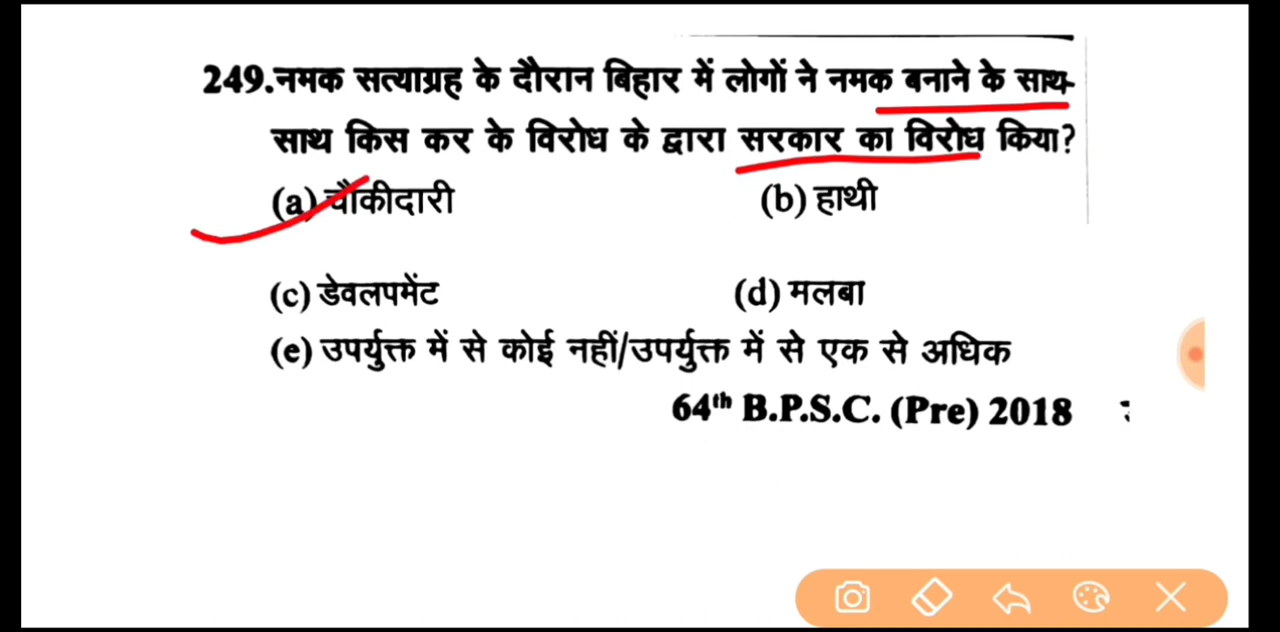 249.नमक सत्याग्रह के दौरान बिहार में लोगों ने नमक बनाने के साथ-
साथ किस कर के विरोध के द्वारा सरकार का विरोध किया?
(a) चौकीदारी (b) हाथी
(c) डेवलपमेंट (d) मलबा
(e) उपर्युक्त में से कोई नहीं/उपर्युक्त में से एक से अधिक
64th B.P.S.C. (Pre) 2018